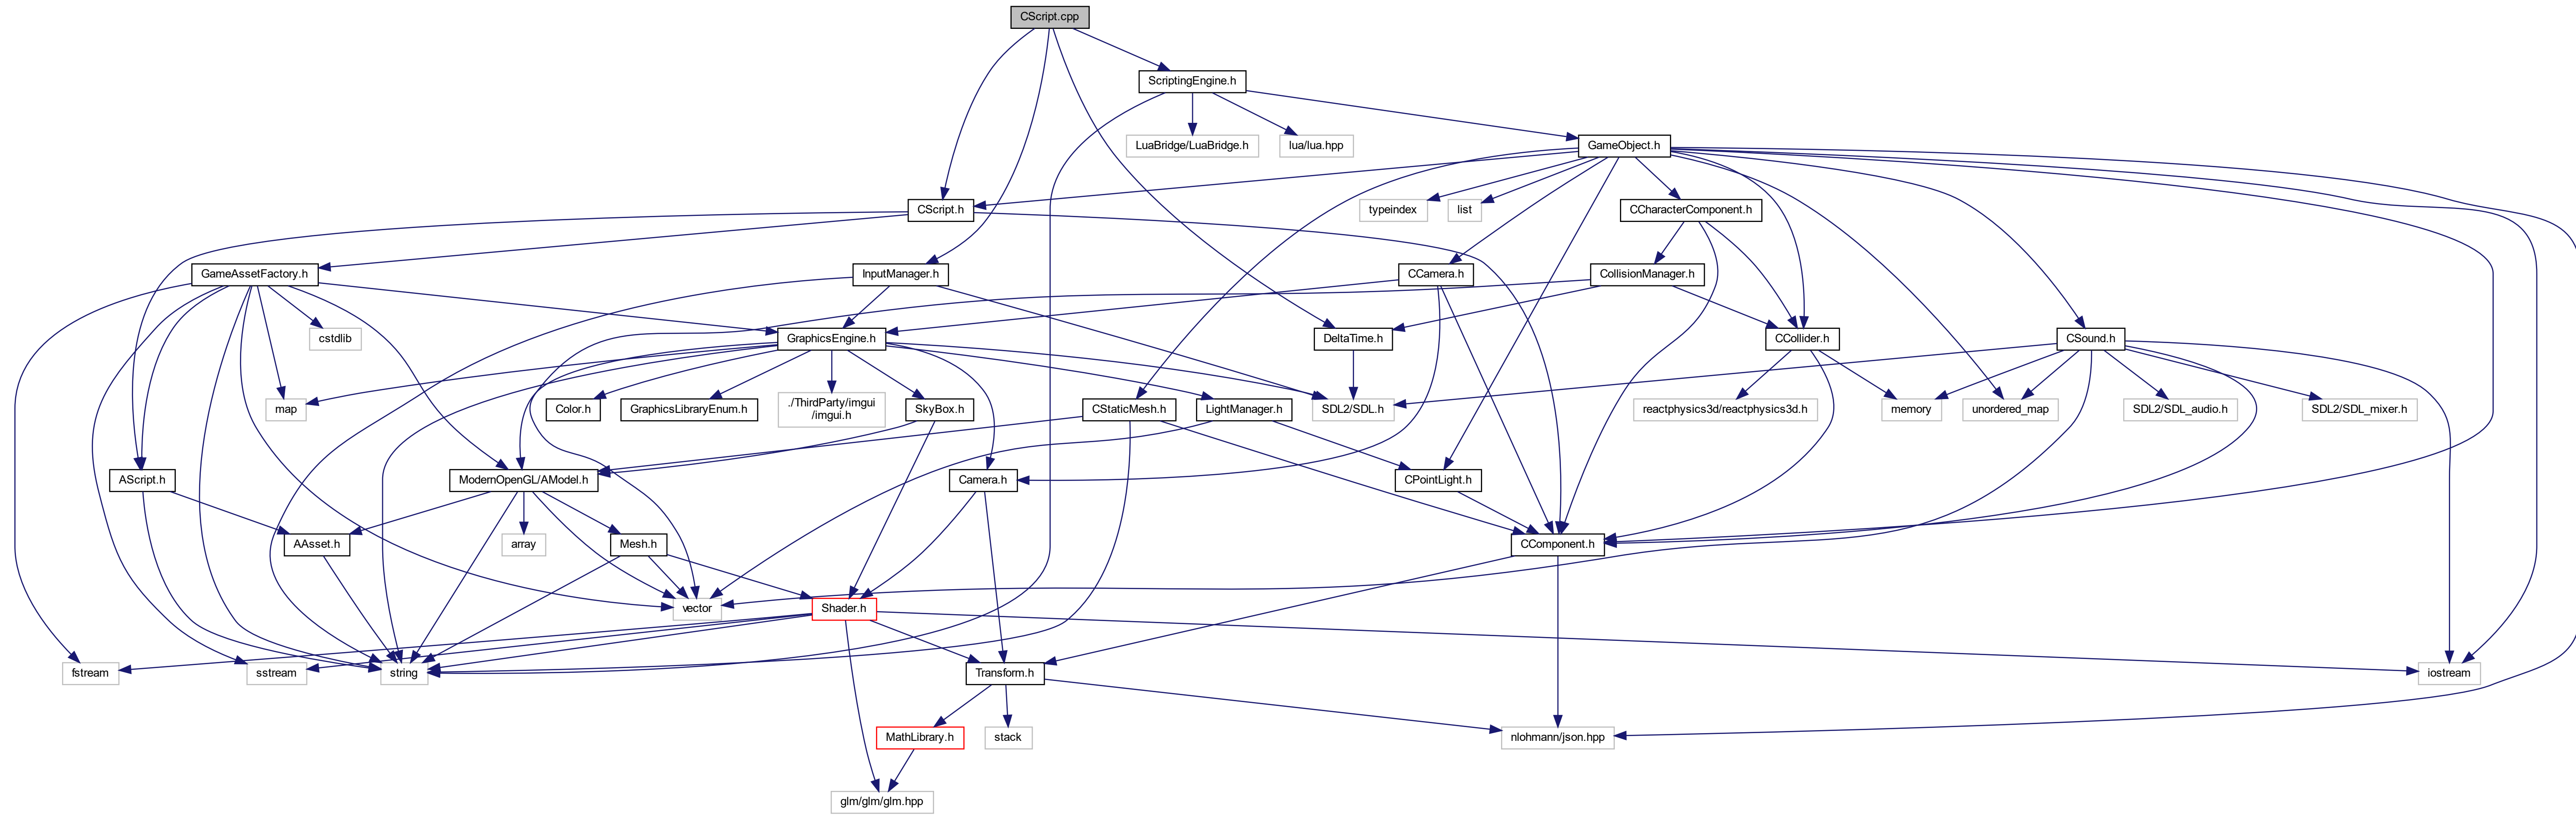 CScript.cpp
ScriptingEngine.h
LuaBridge/LuaBridge.h
lua/lua.hpp
GameObject.h
CScript.h
typeindex
list
CCharacterComponent.h
GameAssetFactory.h
InputManager.h
CCamera.h
CollisionManager.h
cstdlib
GraphicsEngine.h
DeltaTime.h
CCollider.h
CSound.h
map
Color.h
GraphicsLibraryEnum.h
./ThirdParty/imgui
/imgui.h
SkyBox.h
CStaticMesh.h
LightManager.h
SDL2/SDL.h
reactphysics3d/reactphysics3d.h
memory
unordered_map
SDL2/SDL_audio.h
SDL2/SDL_mixer.h
AScript.h
ModernOpenGL/AModel.h
Camera.h
CPointLight.h
AAsset.h
array
Mesh.h
CComponent.h
vector
Shader.h
fstream
sstream
string
Transform.h
iostream
MathLibrary.h
stack
nlohmann/json.hpp
glm/glm/glm.hpp